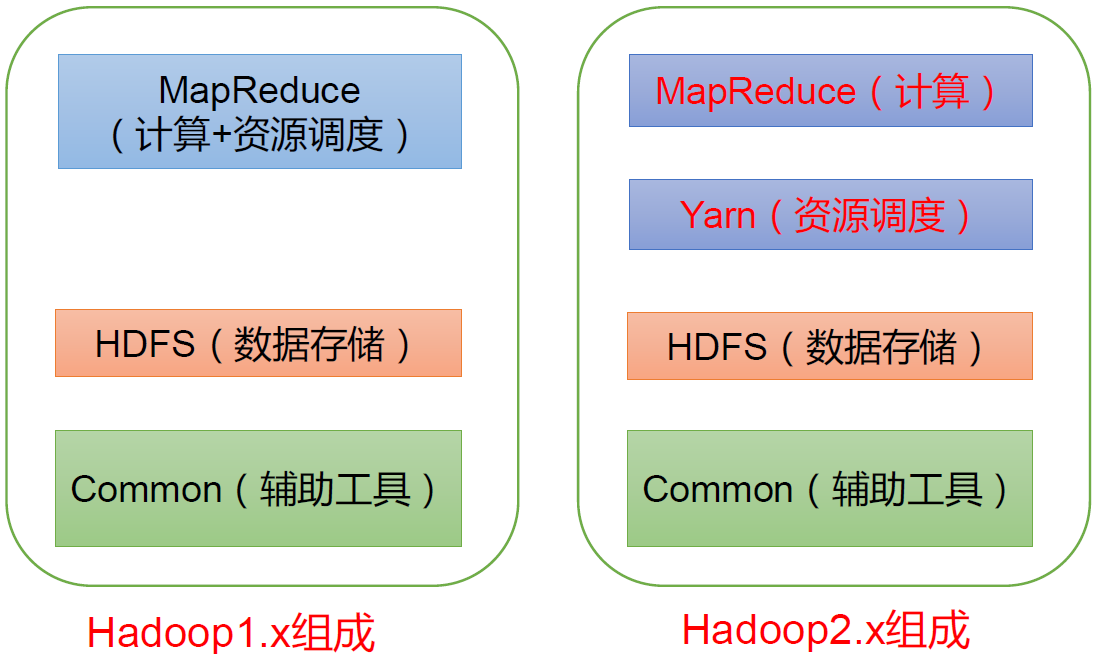 MapReduce
（计算+资源调度）
HDFS（数据存储）
Common（辅助工具）
Hadoop1.x组成
MapReduce（计算）
Yarn（资源调度）
HDFS（数据存储）
Common（辅助工具）
Hadoop2.x组成